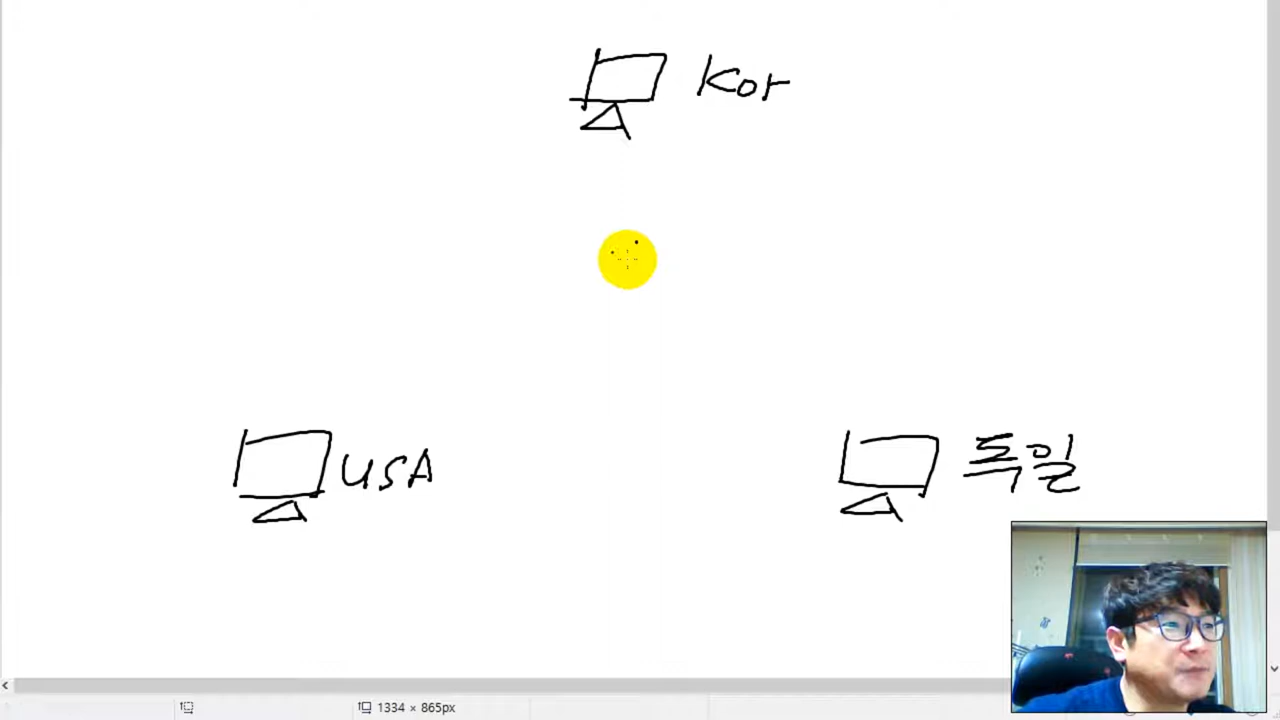 Kor
USA
독일
1334 × 865px